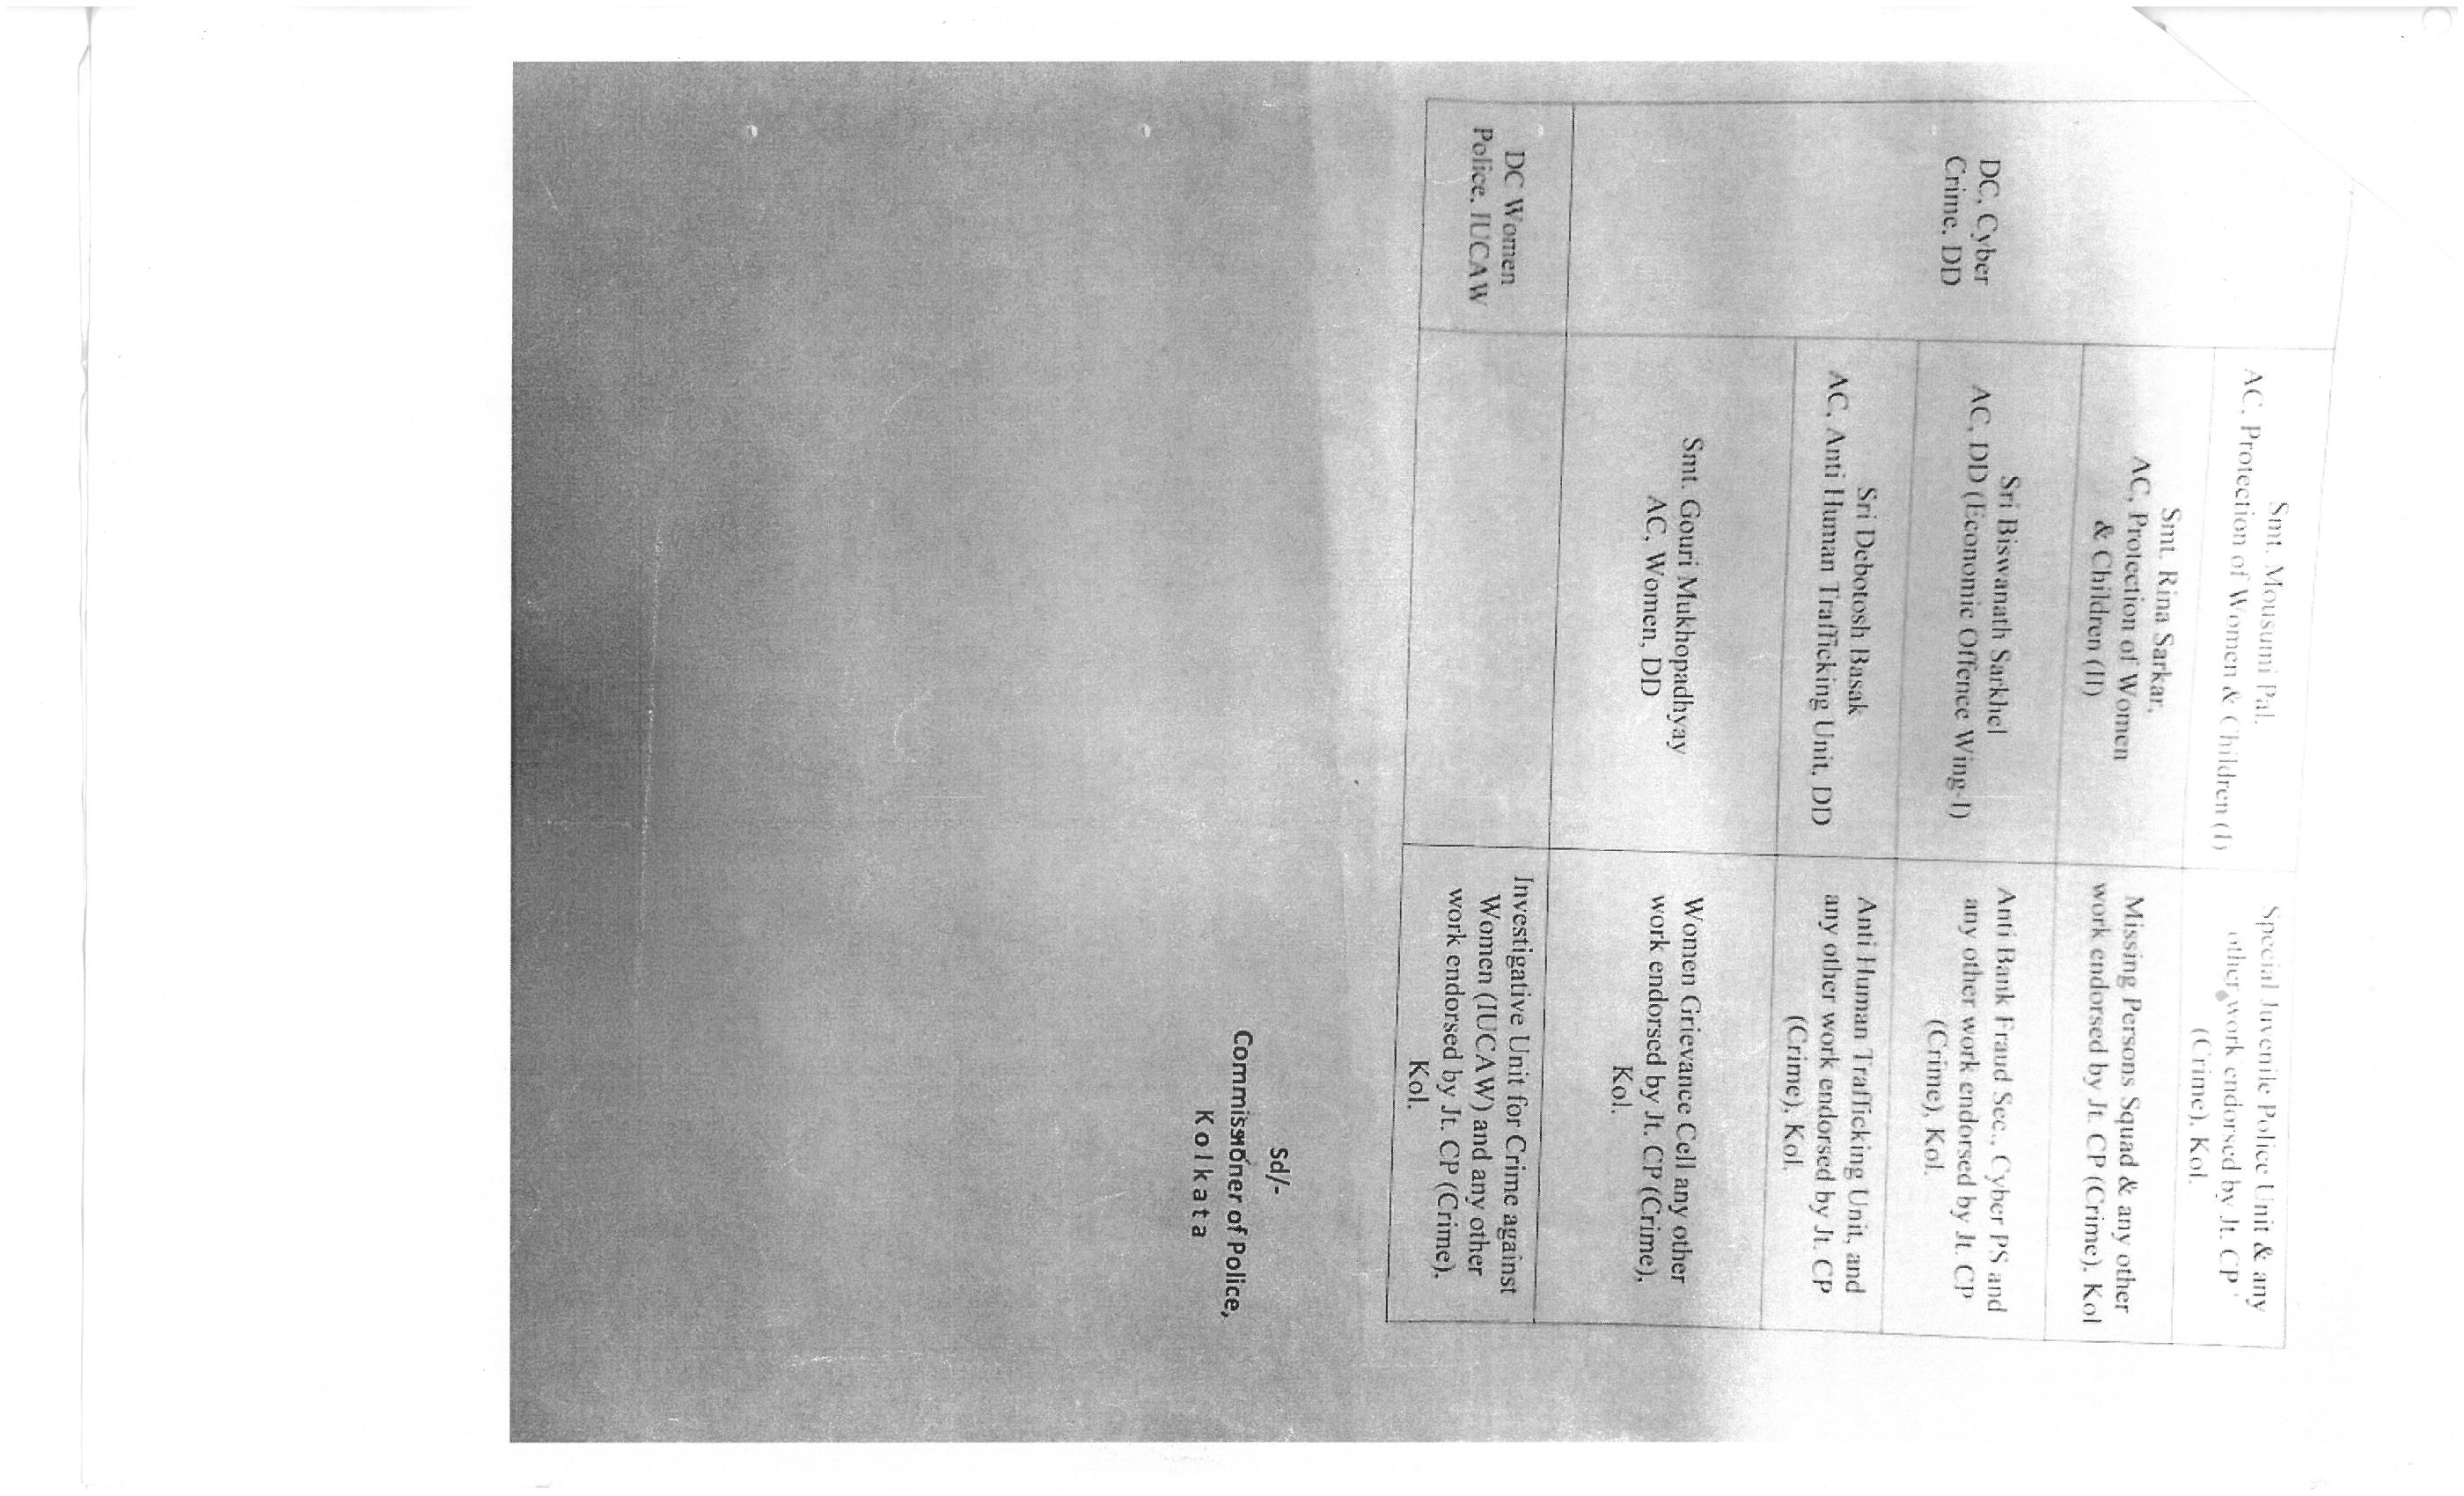 Smt. Mousumi Pal.
AC, Protection of Women & Children (I)
Special Juvenile Police Unit & any
other work endorsed by Jt. CP
(Crime), Kol.
Smt. Rina Sarkar,
AC, Protection of Women
& Children (II)
Missing Persons Squad & any other
work endorsed by Jt. CP (Crime), Kol
DC, Cyber
Crime, DD
Sri Biswanath Sarkhel
AC, DD (Economic Offence Wing-I)
Anti Bank Fraud Sec., Cyber PS and
any other work endorsed by Jt. CP
(Crime), Kol.
Sri Debotosh Basak
AC, Anti Human Trafficking Unit, DD
Anti Human Trafficking Unit, and
any other work endorsed by Jt. CP
(Crime), Kol.
Smt. Gouri Mukhopadhyay
AC, Women, DD
Women Grievance Cell any other
work endorsed by Jt. CP (Crime),
Kol.
DC Women
Police, IUCAW
Investigative Unit for Crime against
Women (IUCAW) and any other
work endorsed by Jt. CP (Crime),
Kol.
Sd/-
Commissioner of Police,
Kolkata